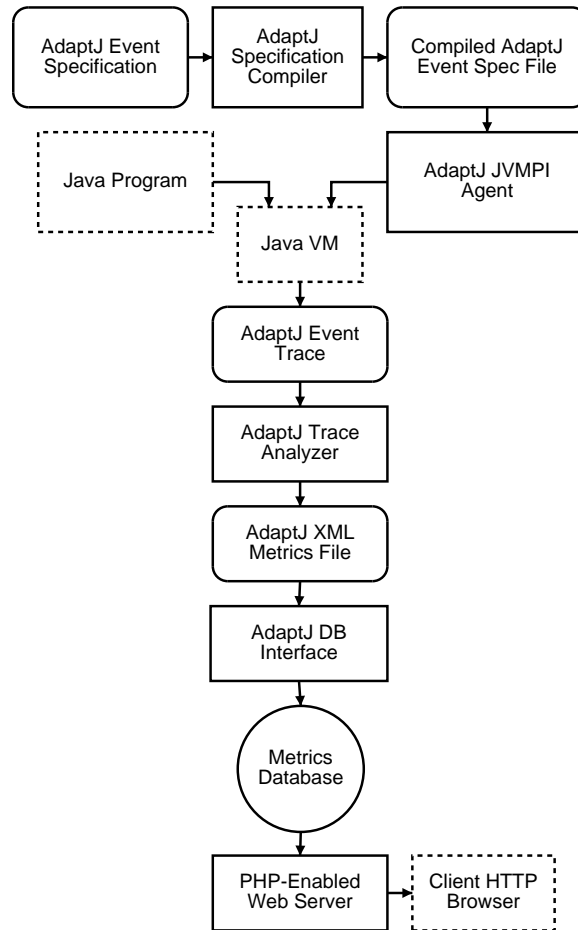 AdaptJ Event
Specification
AdaptJ
Specification
Compiler
Compiled AdaptJ
Event Spec File
Java Program
AdaptJ JVMPI
Agent
Java VM
AdaptJ Event
Trace
AdaptJ Trace
Analyzer
AdaptJ XML
Metrics File
AdaptJ DB
Interface
Metrics
Database
PHP-Enabled
Web Server
Client HTTP
Browser